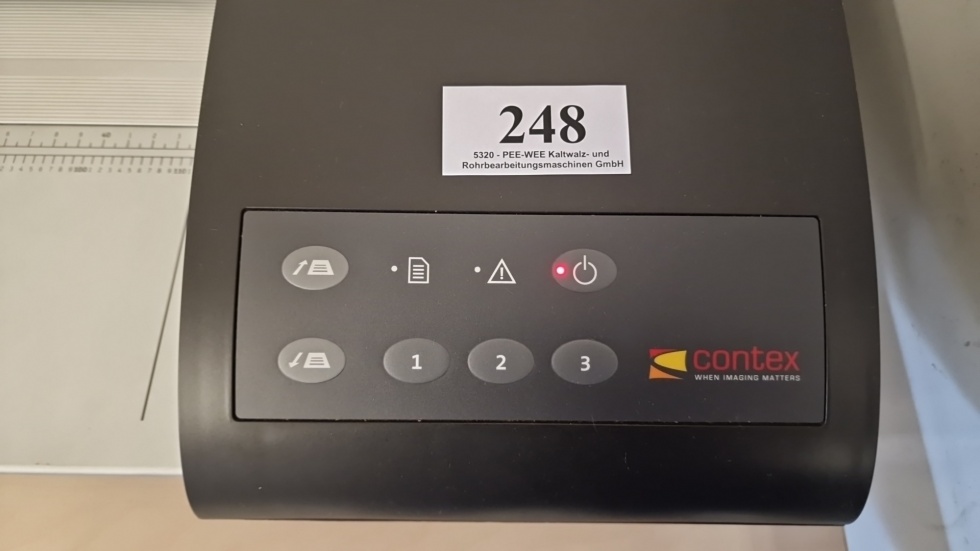 248
5320 - PEE-WEE Kaltwalz- und
Rohrbearbeitungsmaschinen GmbH
1
2
3
contex
WHEN IMAGING MATTERS